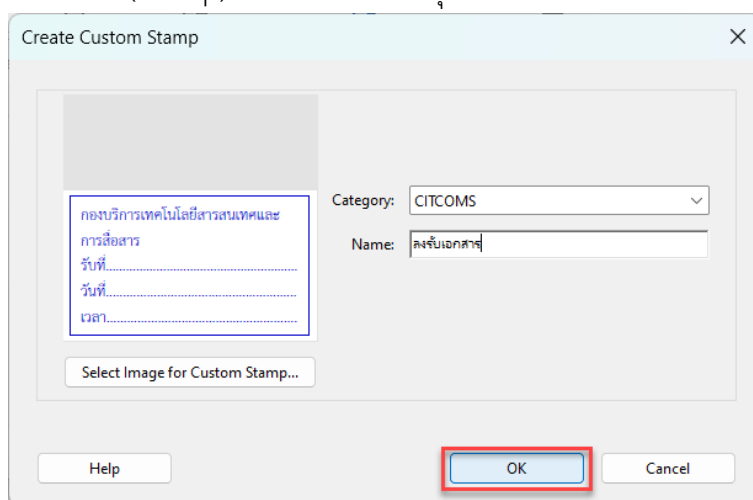 Create Custom Stamp
Category: CITCOMS
Name: ลงรับเอกสาร
กองบริการเทคโนโลยีสารสนเทศและ
การสื่อสาร
รับที่......................................................
วันที่......................................................
เวลา......................................................
Select Image for Custom Stamp...
Help
OK
Cancel